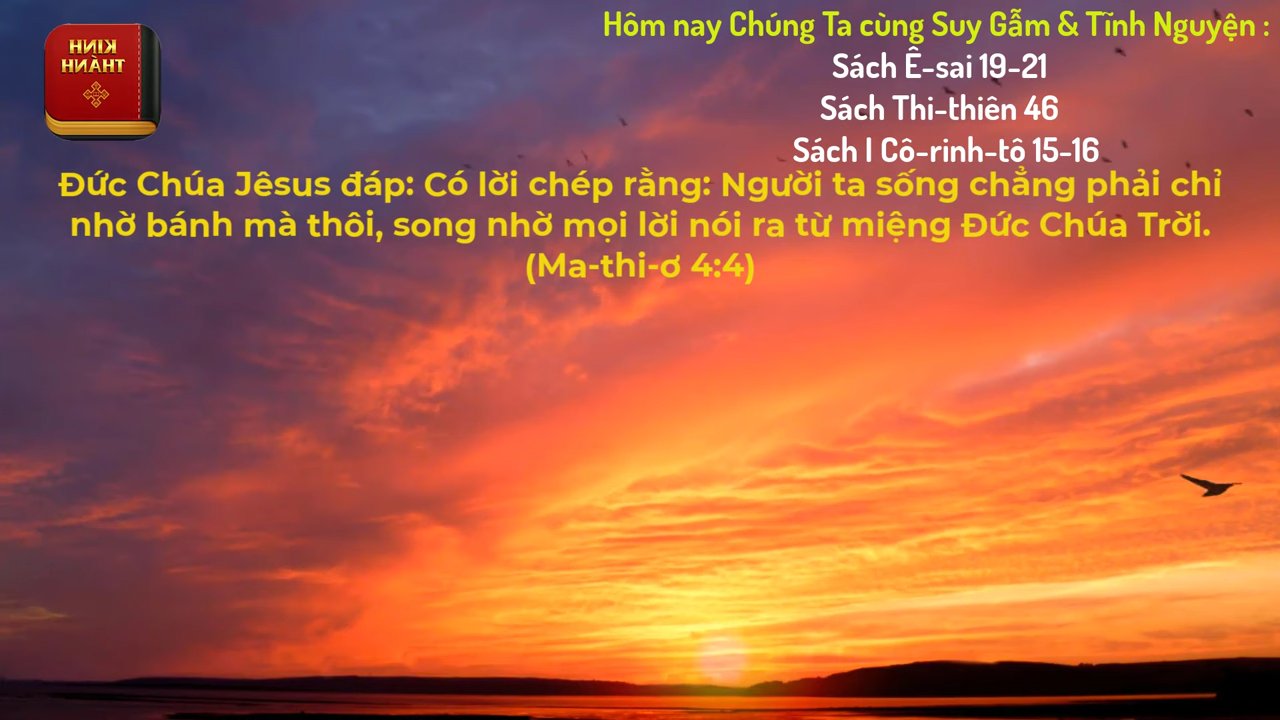 KINH
THÁNH
Hôm nay Chúng Ta cùng Suy Gẫm & Tĩnh Nguyện :
Sách Ê-sai 19-21
Sách Thi-thiên 46
Sách I Cô-rinh-tô 15-16
Đức Chúa Jêsus đáp: Có lời chép rằng: Người ta sống chẳng phải chỉ
nhờ bánh mà thôi, song nhờ mọi lời nói ra từ miệng Đức Chúa Trời.
(Ma-thi-ơ 4:4)